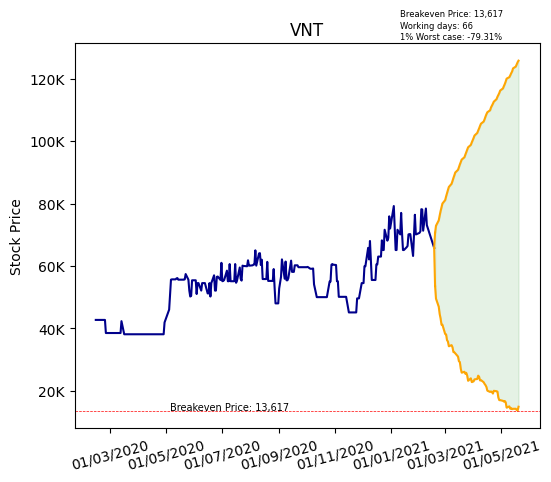 Breakeven Price: 13,617
Working days: 66
1% Worst case: -79.31%
VNT
120K
100K
80K
60K
40K
20K
Stock Price
Breakeven Price: 13,617
01/03/2020
01/05/2020
01/07/2020
01/09/2020
01/11/2020
01/01/2021
01/03/2021
01/05/2021